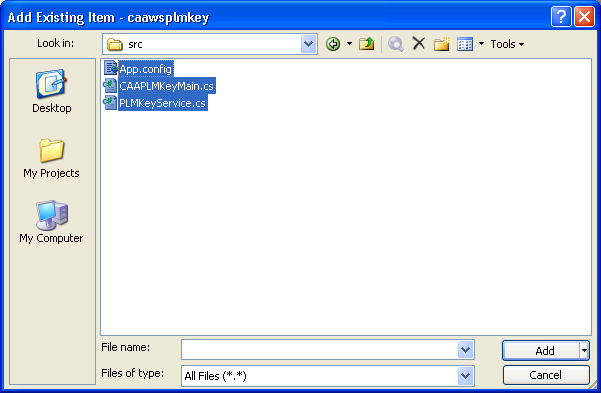 Add Existing Item - caawsplmkey
Look in: src Tools
App.config
CAAPLMKeyMain.cs
PLMKeyService.cs
Desktop
My Projects
My Computer
File name: Add
Files of type: All Files (*.*) Cancel